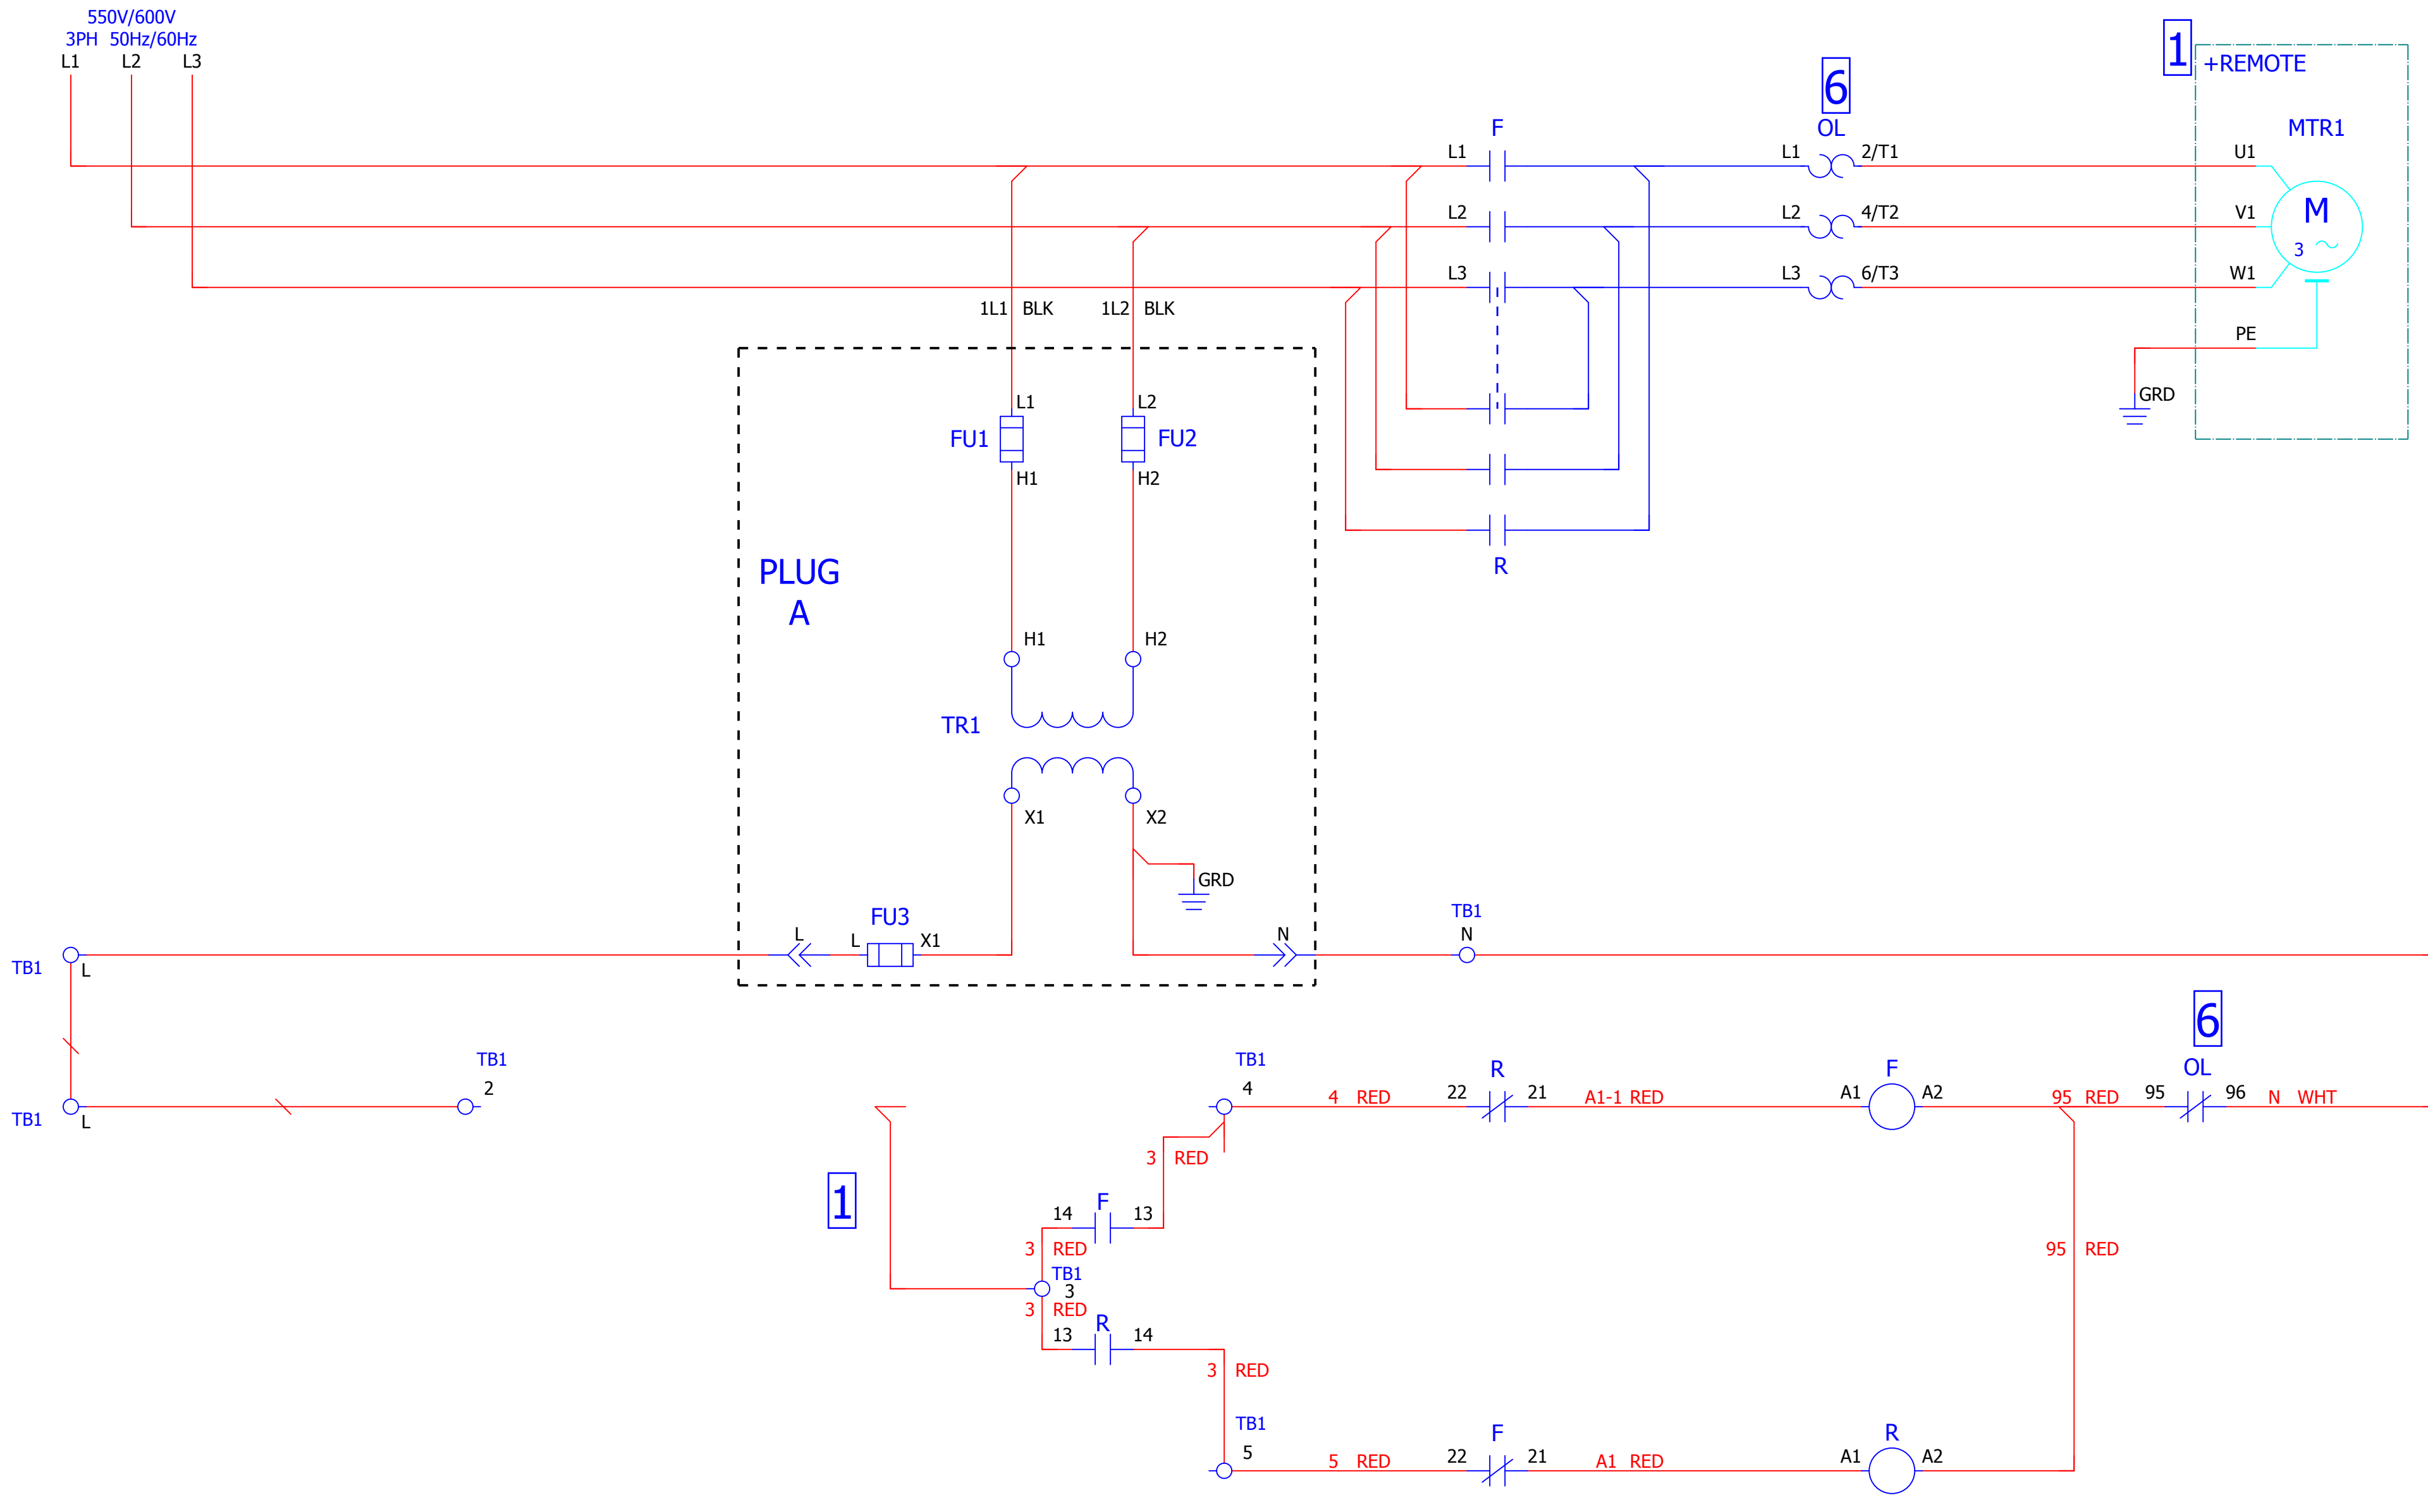 550V/600V
3PH 50Hz/60Hz
L1 L2 L3
1
+REMOTE
6
F OL MTR1
L1 L1 2/T1 U1
L2 L2 4/T2 V1
M
3
L3 L3 6/T3 W1
1L1 BLK 1L2 BLK
PE
GRD
L1 L2
FU1 FU2
H1 H2
R
PLUG
A
H1 H2
TR1
X1 X2
GRD
FU3
TB1
L L X1 N N
TB1 L
6
TB1 TB1 R F OL
2 4
4 RED 22 21 A1-1 RED A1 A2 95 RED 95 96 N WHT
TB1 L
3 RED
1
F
14 13
3 RED
95 RED
TB1
3
3 RED
R
13 14
3 RED
TB1 F R
5
5 RED 22 21 A1 RED A1 A2